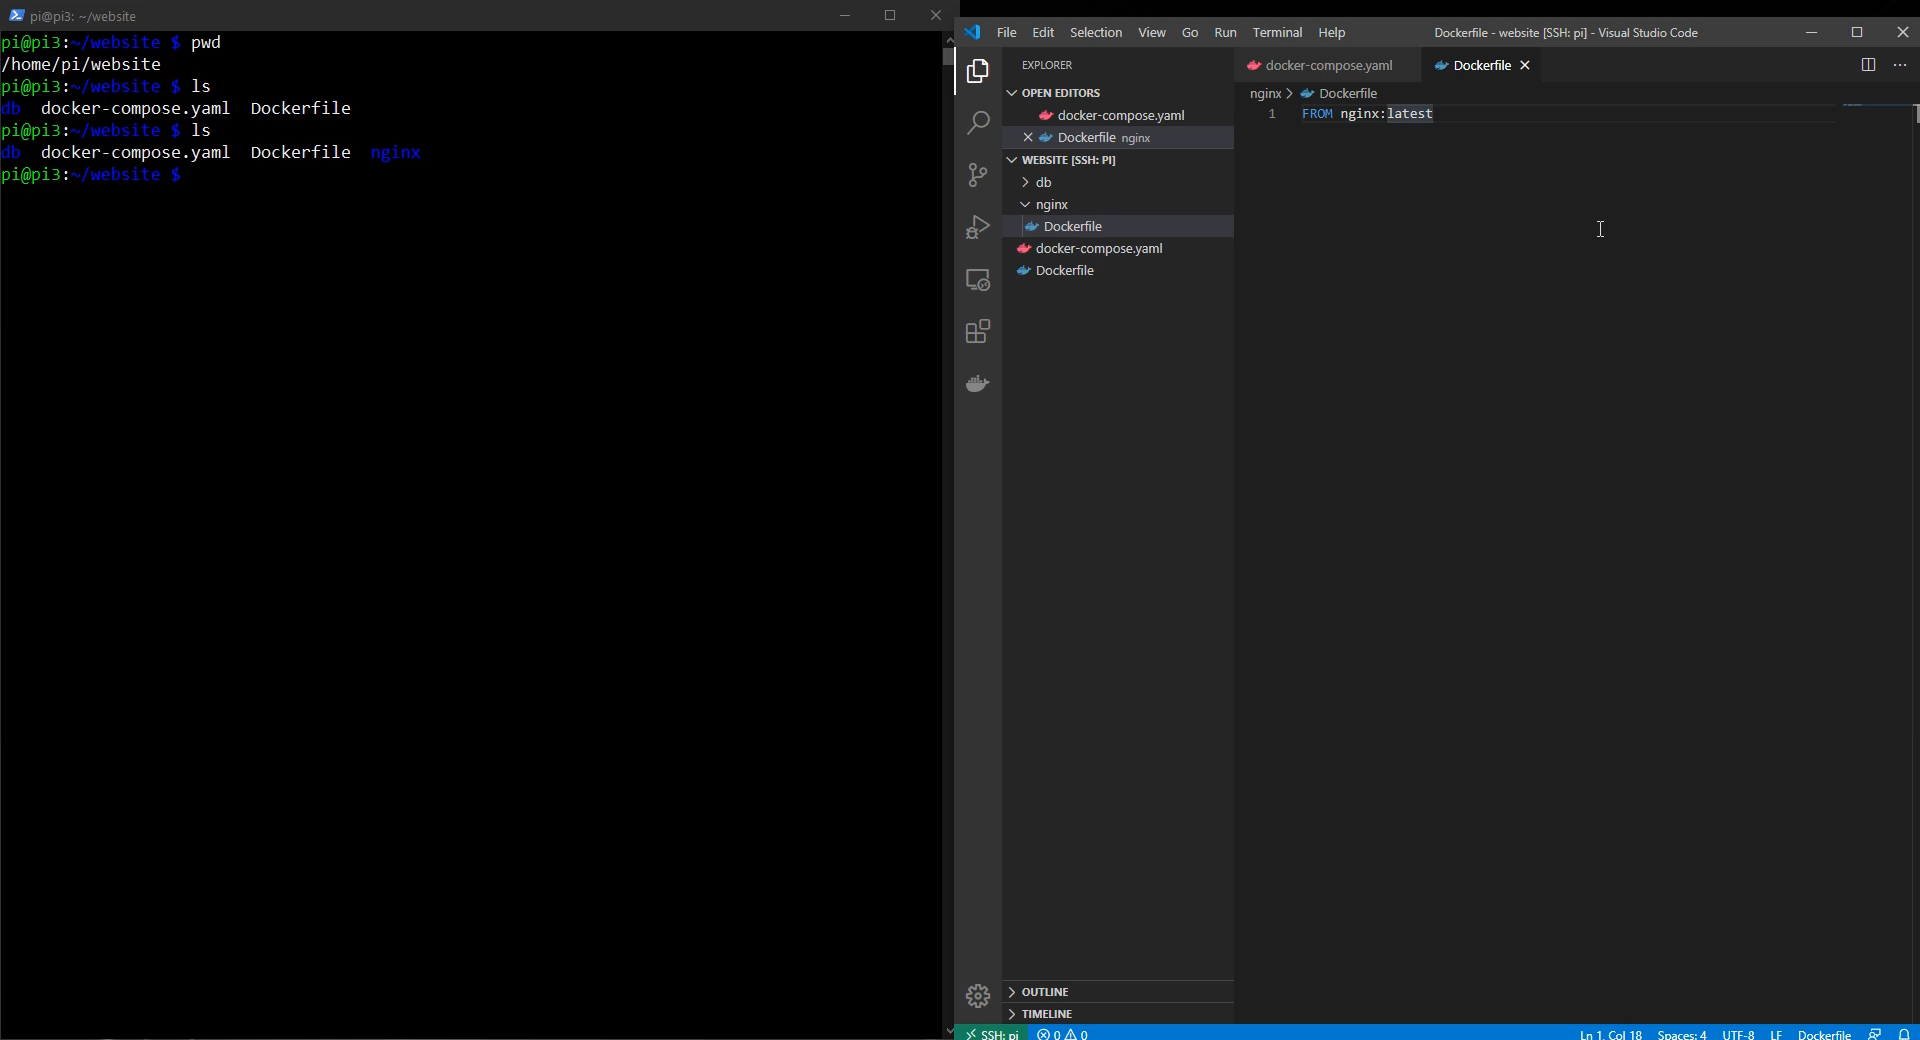 pi@pi3: ~/website
pi@pi3:~/website $ pwd
/home/pi/website
pi@pi3:~/website $ ls
db docker-compose.yaml Dockerfile
pi@pi3:~/website $ ls
db docker-compose.yaml Dockerfile nginx
pi@pi3:~/website $
File Edit Selection View Go Run Terminal Help
Dockerfile - website [SSH: pi] - Visual Studio Code
EXPLORER
OPEN EDITORS
docker-compose.yaml
Dockerfile nginx
WEBSITE [SSH: PI]
db
nginx
Dockerfile
docker-compose.yaml
Dockerfile
OUTLINE
TIMELINE
docker-compose.yaml
Dockerfile
nginx > Dockerfile
1 FROM nginx:latest
SSH: pi
0 0
Ln 1, Col 18 Spaces: 4 UTF-8 LF Dockerfile